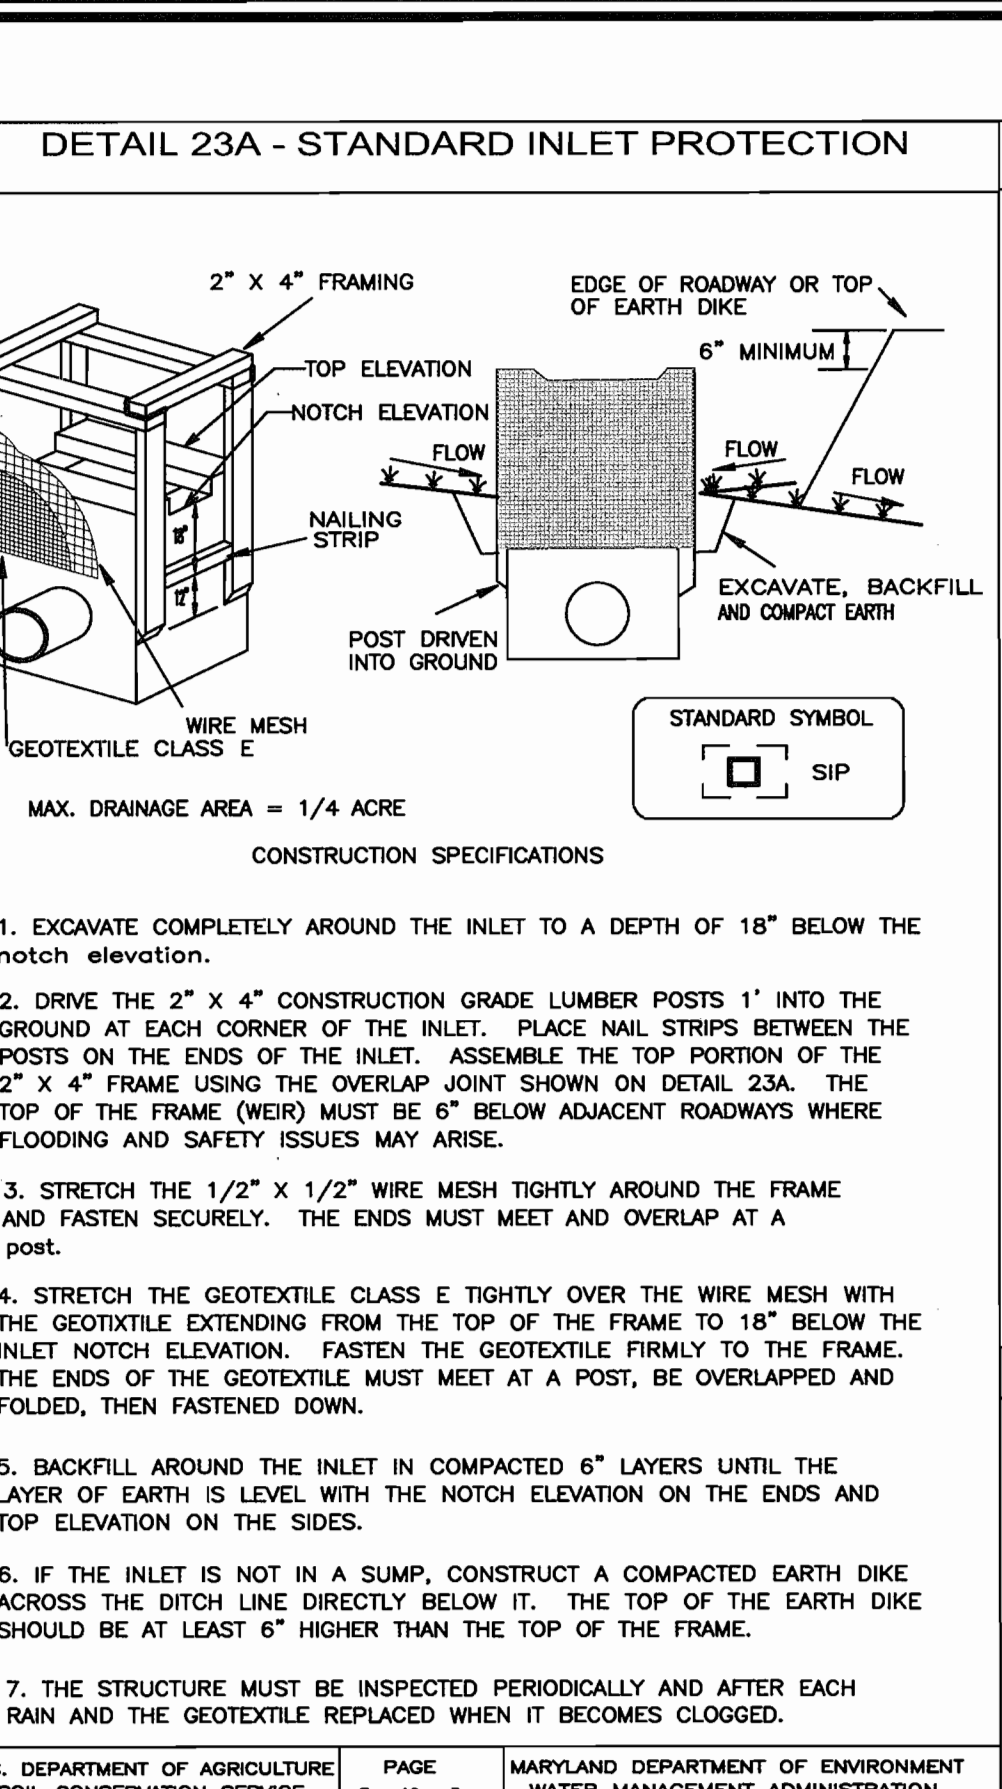 DETAIL 23A - STANDARD INLET PROTECTION
2" X 4" FRAMING
EDGE OF ROADWAY OR TOP
OF EARTH DIKE
6" MINIMUM
TOP ELEVATION
NOTCH ELEVATION
FLOW
FLOW
FLOW
NAILING
STRIP
18"
12"
EXCAVATE, BACKFILL
AND COMPACT EARTH
POST DRIVEN
INTO GROUND
WIRE MESH
GEOTEXTILE CLASS E
STANDARD SYMBOL
SIP
MAX. DRAINAGE AREA = 1/4 ACRE
CONSTRUCTION SPECIFICATIONS
1. EXCAVATE COMPLETELY AROUND THE INLET TO A DEPTH OF 18" BELOW THE
notch elevation.
2. DRIVE THE 2" X 4" CONSTRUCTION GRADE LUMBER POSTS 1' INTO THE
GROUND AT EACH CORNER OF THE INLET. PLACE NAIL STRIPS BETWEEN THE
POSTS ON THE ENDS OF THE INLET. ASSEMBLE THE TOP PORTION OF THE
2" X 4" FRAME USING THE OVERLAP JOINT SHOWN ON DETAIL 23A. THE
TOP OF THE FRAME (WEIR) MUST BE 6" BELOW ADJACENT ROADWAYS WHERE
FLOODING AND SAFETY ISSUES MAY ARISE.
3. STRETCH THE 1/2" X 1/2" WIRE MESH TIGHTLY AROUND THE FRAME
AND FASTEN SECURELY. THE ENDS MUST MEET AND OVERLAP AT A
post.
4. STRETCH THE GEOTEXTILE CLASS E TIGHTLY OVER THE WIRE MESH WITH
THE GEOTIXTILE EXTENDING FROM THE TOP OF THE FRAME TO 18" BELOW THE
INLET NOTCH ELEVATION. FASTEN THE GEOTEXTILE FIRMLY TO THE FRAME.
THE ENDS OF THE GEOTEXTILE MUST MEET AT A POST, BE OVERLAPPED AND
FOLDED, THEN FASTENED DOWN.
5. BACKFILL AROUND THE INLET IN COMPACTED 6" LAYERS UNTIL THE
LAYER OF EARTH IS LEVEL WITH THE NOTCH ELEVATION ON THE ENDS AND
TOP ELEVATION ON THE SIDES.
6. IF THE INLET IS NOT IN A SUMP, CONSTRUCT A COMPACTED EARTH DIKE
ACROSS THE DITCH LINE DIRECTLY BELOW IT. THE TOP OF THE EARTH DIKE
SHOULD BE AT LEAST 6" HIGHER THAN THE TOP OF THE FRAME.
7. THE STRUCTURE MUST BE INSPECTED PERIODICALLY AND AFTER EACH
RAIN AND THE GEOTEXTILE REPLACED WHEN IT BECOMES CLOGGED.
. DEPARTMENT OF AGRICULTURE
PAGE
MARYLAND DEPARTMENT OF ENVIRONMENT
SOIL CONSERVATION SERVICE
WATER MANAGEMENT ADMINISTRATION